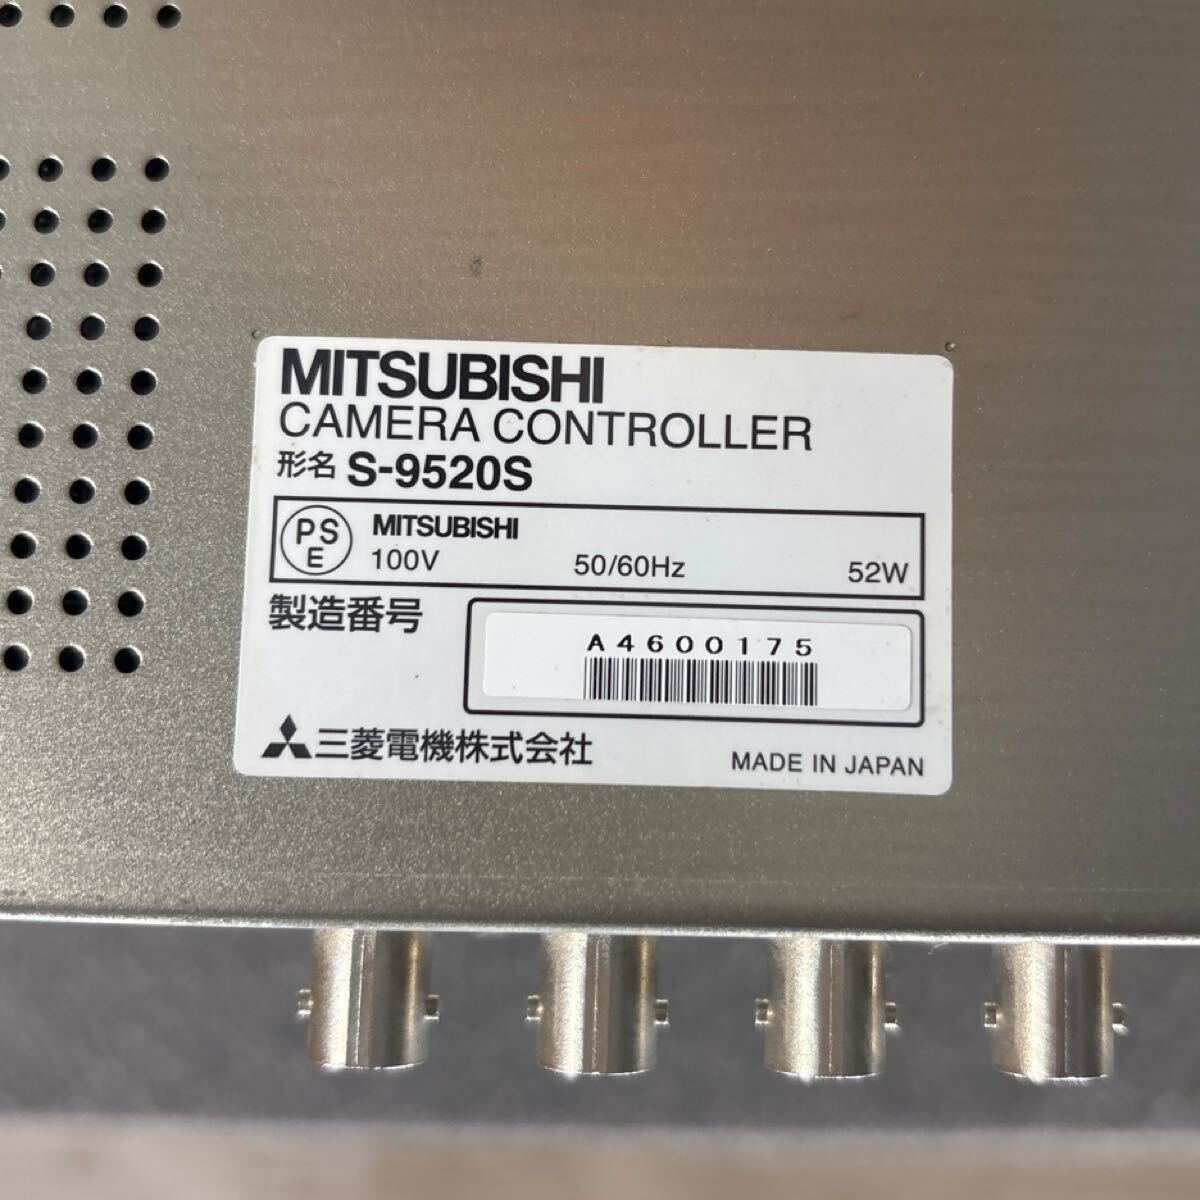 MITSUBISHI
CAMERA CONTROLLER
形名 S-9520S
PS
E
MITSUBISHI
100V 50/60Hz 52W
製造番号
A4600175
三菱電機株式会社
MADE IN JAPAN